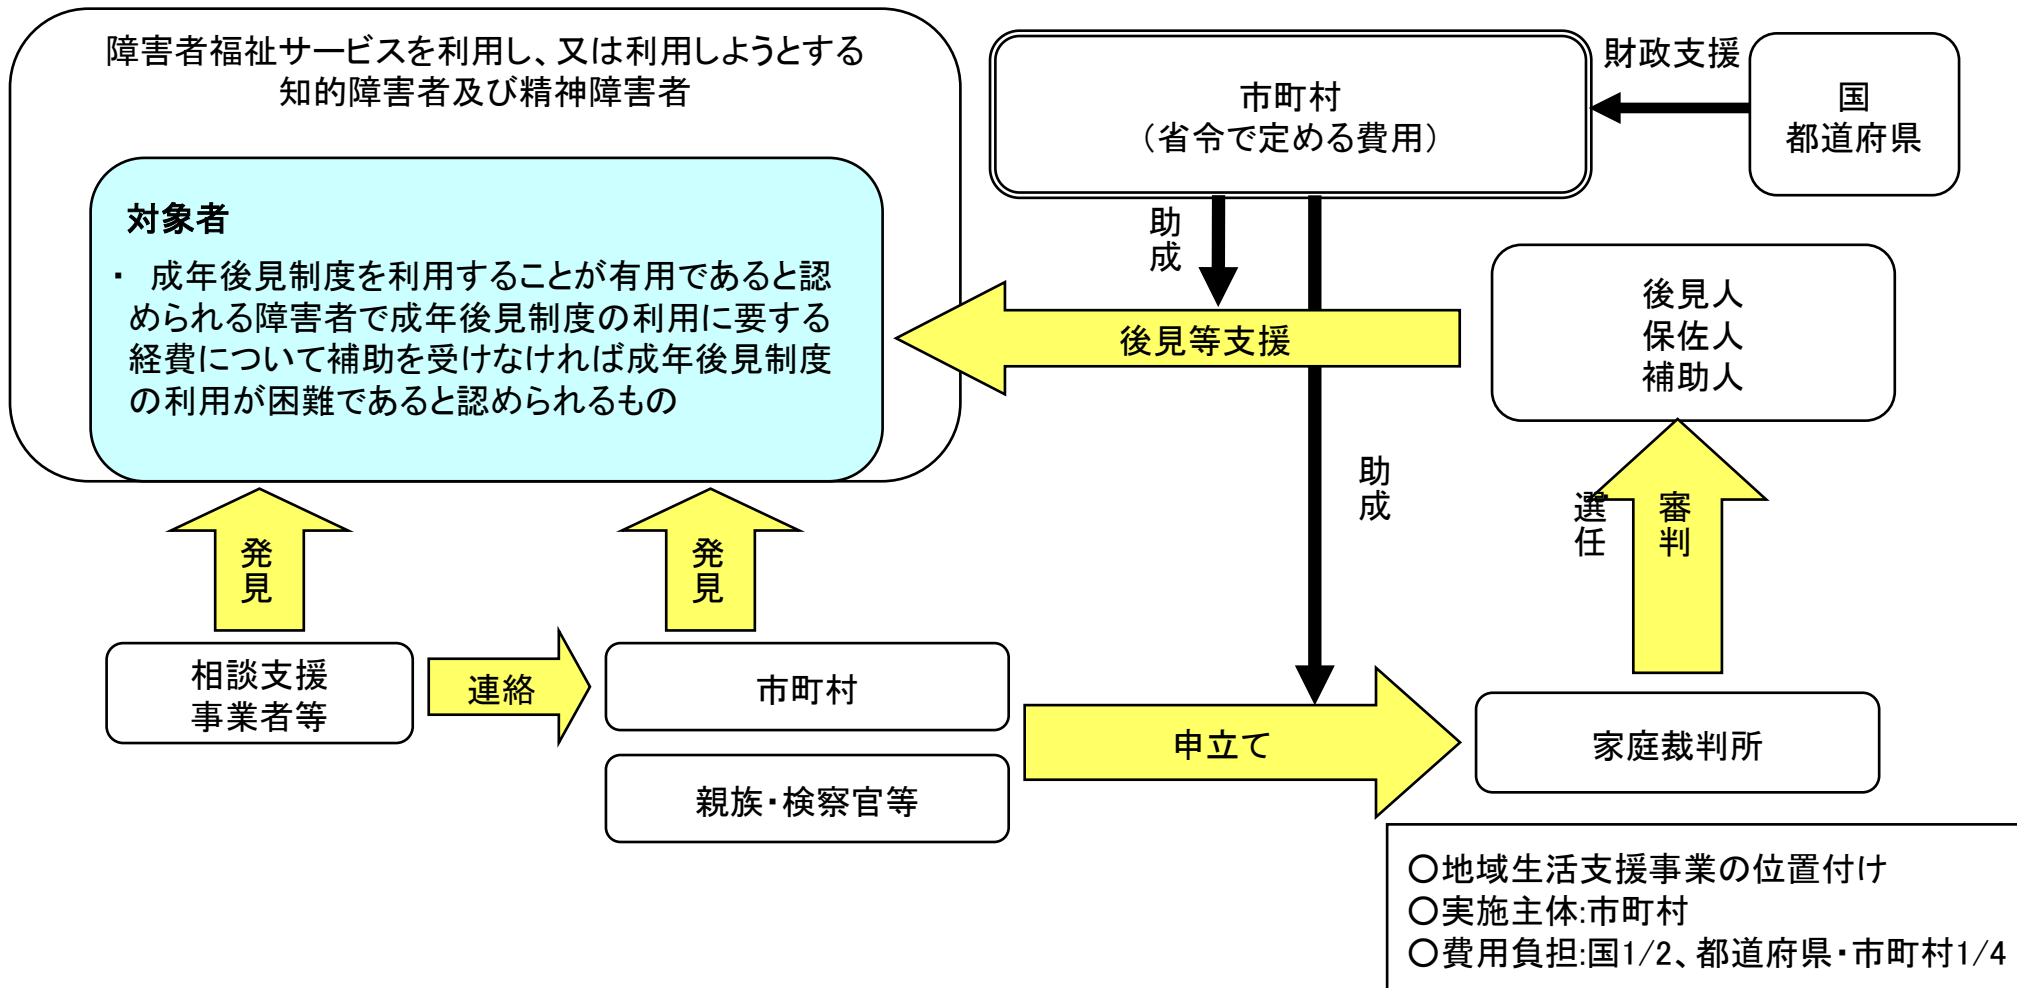 障害者福祉サービスを利用し、又は利用しようとする
知的障害者及び精神障害者
対象者
・ 成年後見制度を利用することが有用であると認
められる障害者で成年後見制度の利用に要する
経費について補助を受けなければ成年後見制度
の利用が困難であると認められるもの
市町村
（省令で定める費用）
財政支援
国
都道府県
助成
後見等支援
後見人
保佐人
補助人
助成
選任
審判
発見
発見
相談支援
事業者等
連絡
市町村
親族・検察官等
申立て
家庭裁判所
○地域生活支援事業の位置付け
○実施主体:市町村
○費用負担:国1/2、都道府県・市町村1/4